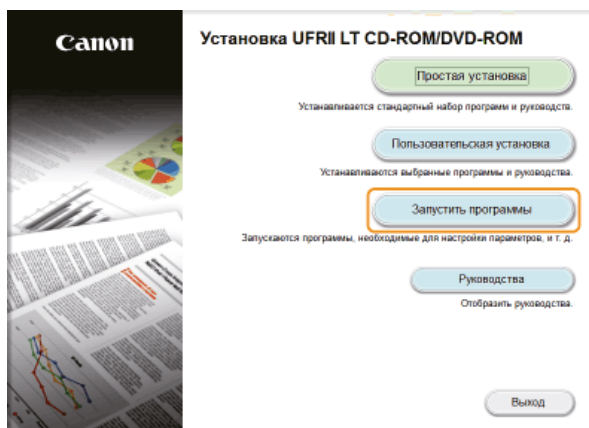 Canon
Установка UFRII LT CD-ROM/DVD-ROM
Простая установка
Устанавливается стандартный набор программ и руководств.
Пользовательская установка
Устанавливаются выбранные программы и руководства.
Запустить программы
Запускаются программы, необходимые для настройки параметров, и т. д.
Руководства
Отобразить руководства.
Выход